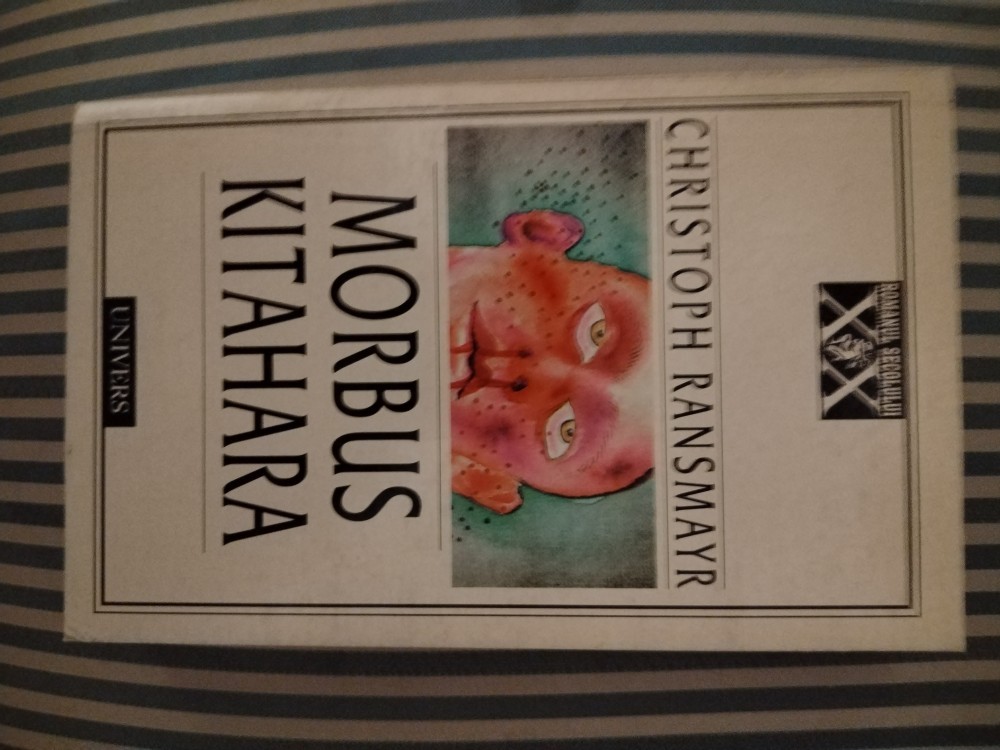 ROMANUL SECOLULUI
XX
CHRISTOPH RANSMAYR
MORBUS
KITAHARA
UNIVERS